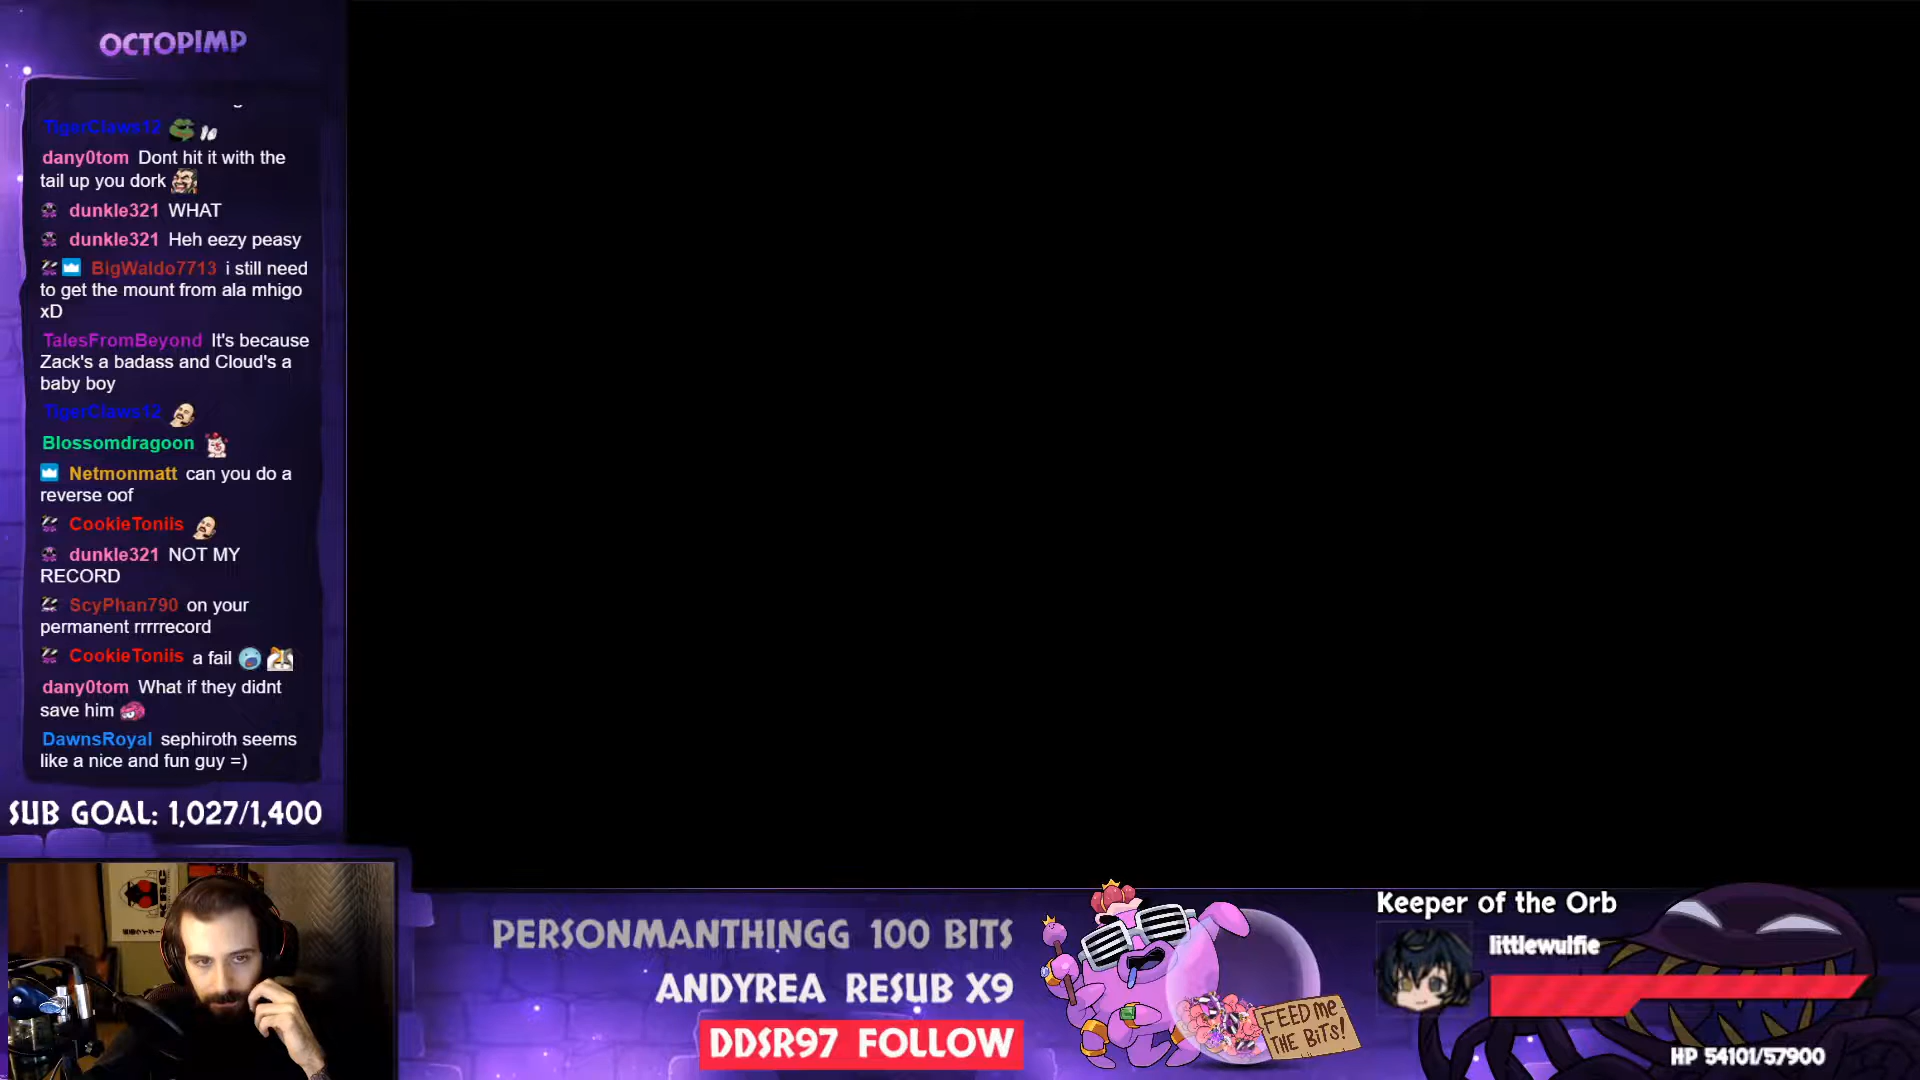 OCTOPIMP
TigerClaws12
dany0tom Dont hit it with the
tail up you dork
dunkle321 WHAT
dunkle321 Heh eezy peasy
BigWaldo7713 i still need
to get the mount from ala mhigo
xD
TalesFromBeyond It's because
Zack's a badass and Cloud's a
baby boy
TigerClaws12
Blossomdragoon
Netmonmatt can you do a
reverse oof
CookieToniis
dunkle321 NOT MY
RECORD
ScyPhan790 on your
permanent rrrrrecord
CookieToniis a fail
dany0tom What if they didnt
save him
DawnsRoyal sephiroth seems
like a nice and fun guy =)
SUB GOAL: 1,027/1,400
PERSONMANTHINGG 100 BITS
ANDYREA RESUB X9
DDSR97 FOLLOW
FEED ME
THE BITS!
Keeper of the Orb
littlewulfie
HP 54101/57900